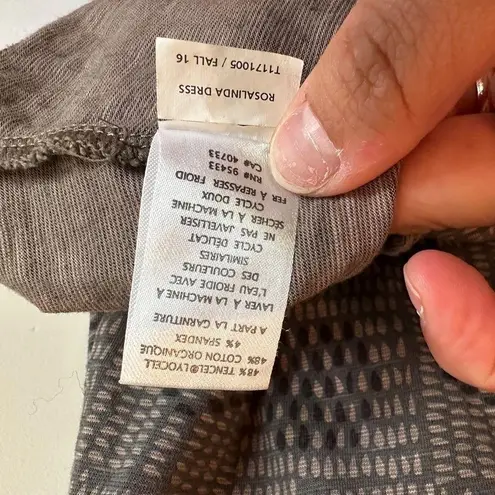 48% TENCEL®LYOCELL
48% COTON ORGANIQUE
4% SPANDEX
A PART LA GARNITURE
LAVER À LA MACHINE À
L'EAU FROIDE AVEC
DES COULEURS
SIMILAIRES
CYCLE DÉLICAT
NE PAS JAVELLISER
SÉCHER À LA MACHINE
CYCLE DOUX
FER À REPASSER FROID
RN# 95433
CA# 40733
ROSALINDA DRESS
T1171005 / FALL 16